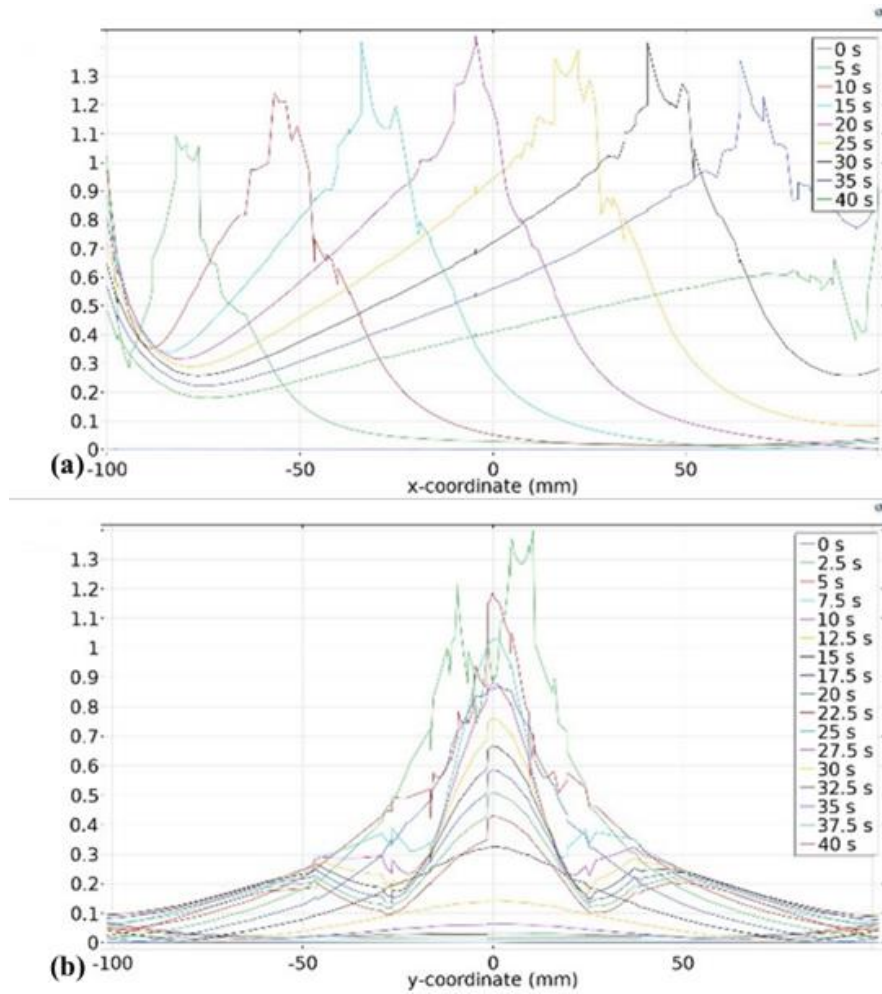 1.3
1.2
1.1
1
0.9
0.8
0.7
0.6
0.5
0.4
0.3
0.2
0.1
0
0 s
5 s
10 s
15 s
20 s
25 s
30 s
35 s
40 s
(a)
-100 -50 0 50
x-coordinate (mm)
1.3
1.2
1.1
1
0.9
0.8
0.7
0.6
0.5
0.4
0.3
0.2
0.1
0
0 s
2.5 s
5 s
7.5 s
10 s
12.5 s
15 s
17.5 s
20 s
22.5 s
25 s
27.5 s
30 s
32.5 s
35 s
37.5 s
40 s
(b)
-100 -50 0 50
y-coordinate (mm)